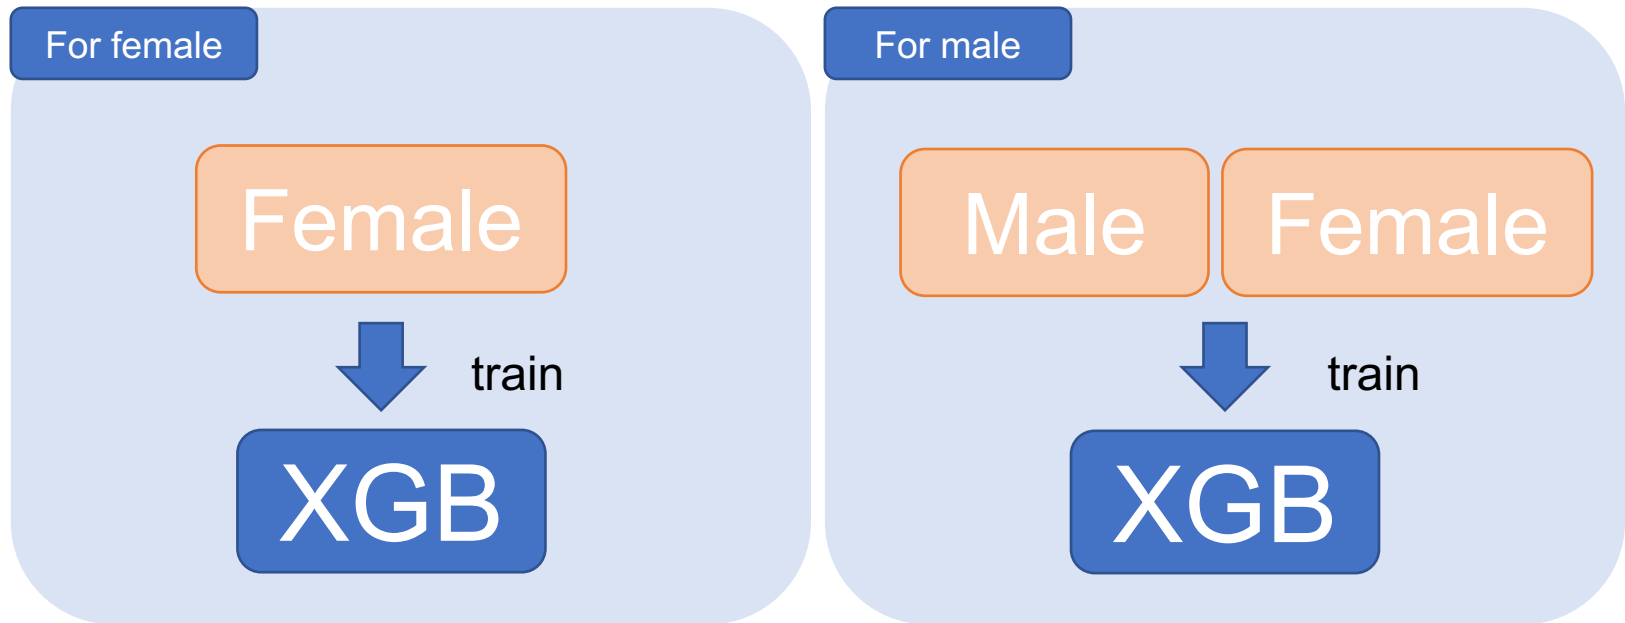 For female
Female
train
XGB
For male
Male
Female
train
XGB